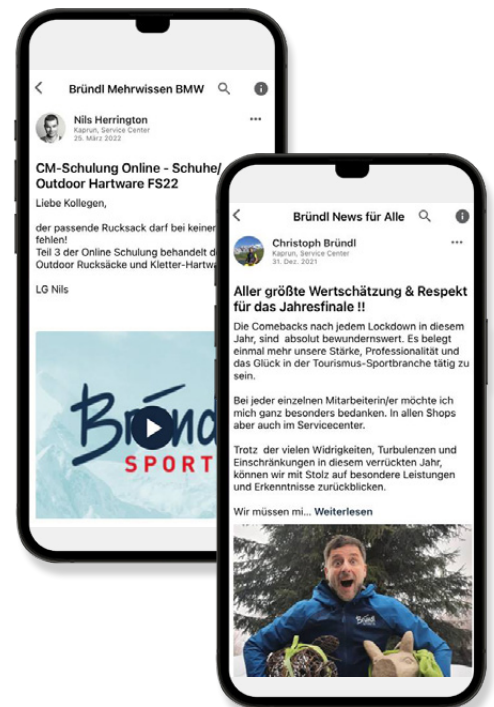 Bründl Mehrwissen BMW
Nils Herrington
Kaprun, Service Center
25. März 2022
CM-Schulung Online - Schuhe/
Outdoor Hartware FS22
Liebe Kollegen,
der passende Rucksack darf bei keiner
fehlen!
Teil 3 der Online Schulung behandelt
Outdoor Rucksäcke und Kletter-Hartwa
LG Nils
Bründ
SPORT
Bründl News für Alle
Christoph Bründl
Kaprun, Service Center
31. Dez. 2021
Aller größte Wertschätzung & Respekt
für das Jahresfinale !!
Die Comebacks nach jedem Lockdown in diesem
Jahr, sind absolut bewundernswert. Es belegt
einmal mehr unsere Stärke, Professionalität und
das Glück in der Tourismus-Sportbranche tätig zu
sein.
Bei jeder einzelnen Mitarbeiterin/er möchte ich
mich ganz besonders bedanken. In allen Shops
aber auch im Servicecenter.
Trotz der vielen Widrigkeiten, Turbulenzen und
Einschränkungen in diesem verrückten Jahr,
können wir mit Stolz auf besondere Leistungen
und Erkenntnisse zurückblicken.
Wir müssen mi... Weiterlesen
Bründl